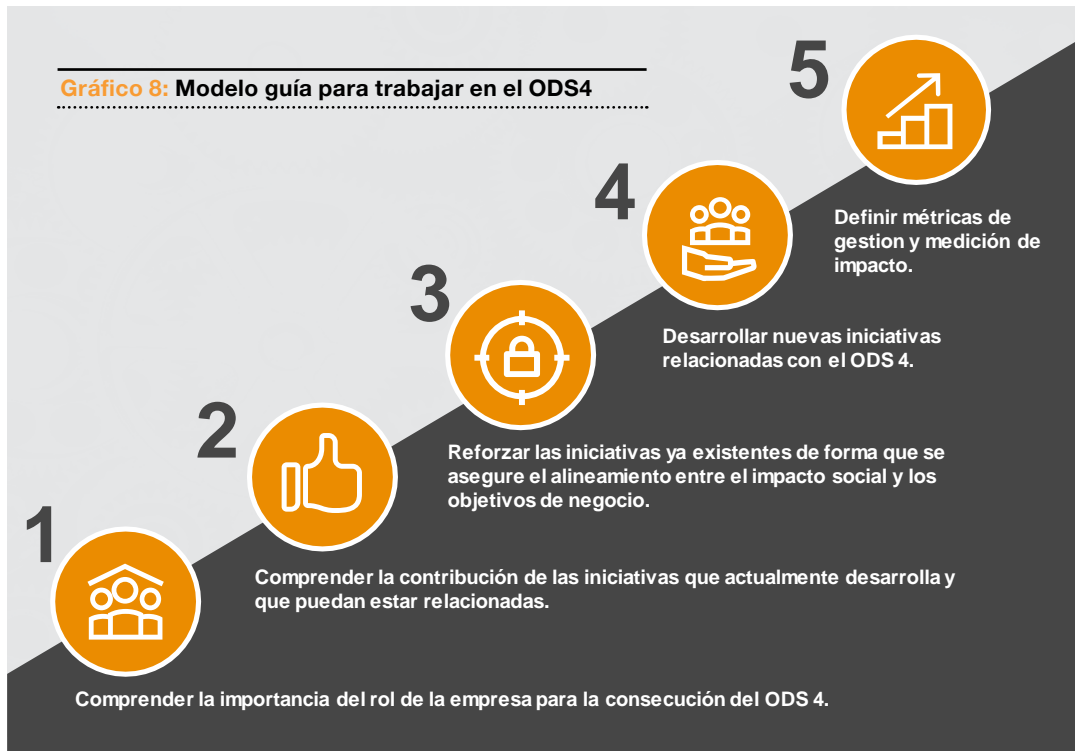 Gráfico 8: Modelo guía para trabajar en el ODS4
5
Definir métricas de
gestion y medición de
impacto.
4
Desarrollar nuevas iniciativas
relacionadas con el ODS 4.
3
Reforzar las iniciativas ya existentes de forma que se
asegure el alineamiento entre el impacto social y los
objetivos de negocio.
2
Comprender la contribución de las iniciativas que actualmente desarrolla y
que puedan estar relacionadas.
1
Comprender la importancia del rol de la empresa para la consecución del ODS 4.